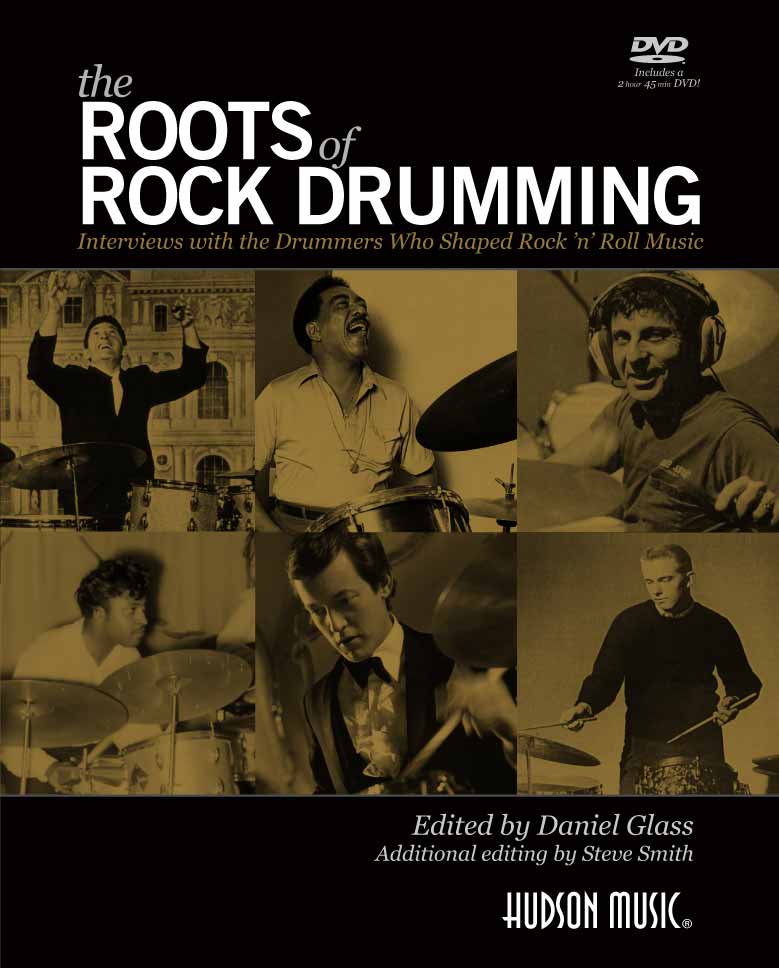 DVD
Includes a
2 hour 45 min DVD!
the
ROOTS of
ROCK DRUMMING
Interviews with the Drummers Who Shaped Rock ’n’ Roll Music
Edited by Daniel Glass
Additional editing by Steve Smith
HUDSON MUSIC®